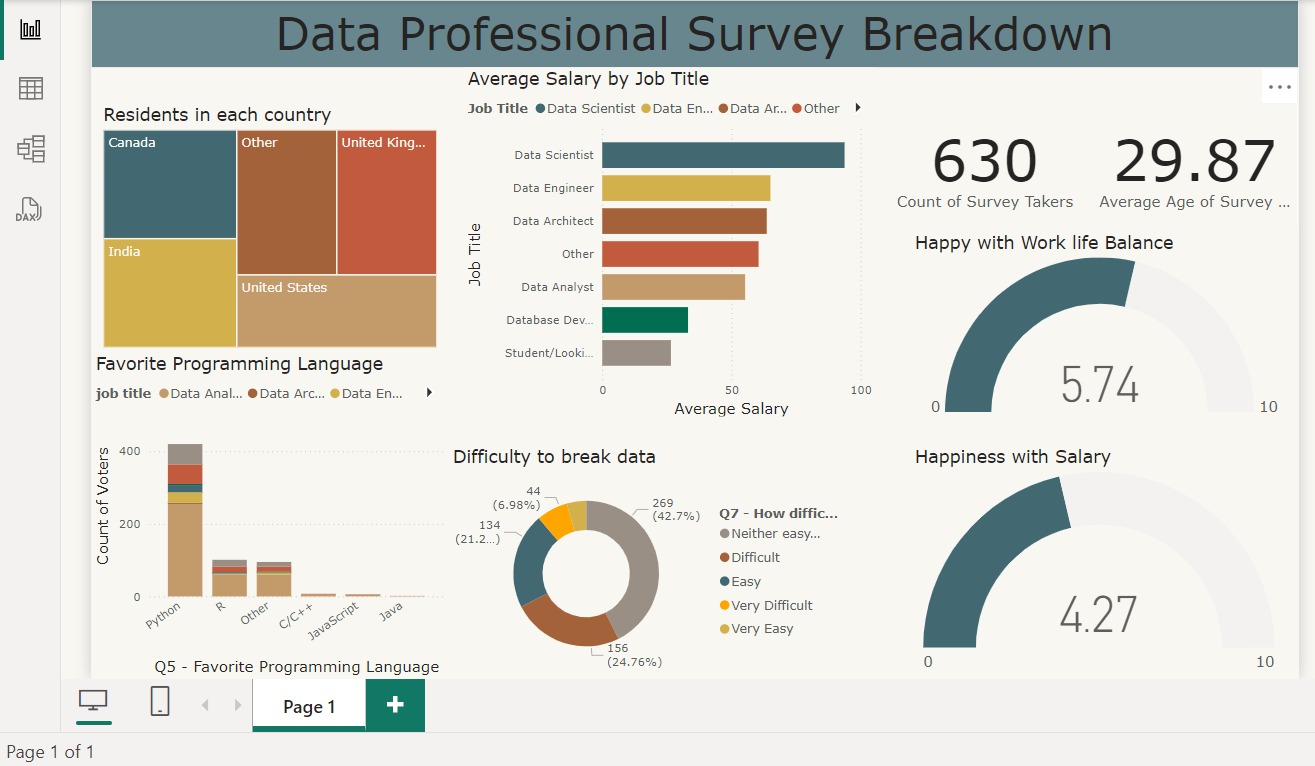 Data Professional Survey Breakdown
DAX
Residents in each country
Canada
Other
United King...
India
United States
Average Salary by Job Title
Job Title Data Scientist Data En... Data Ar... Other
Job Title
Data Scientist
Data Engineer
Data Architect
Other
Data Analyst
Database Dev...
Student/Looki...
0 50 100
Average Salary
630
Count of Survey Takers
29.87
Average Age of Survey ...
Happy with Work life Balance
5.74
0 10
Favorite Programming Language
job title Data Anal... Data Arc... Data En...
Count of Voters
400
200
0
Python R Other C/C++ JavaScript Java
Q5 - Favorite Programming Language
Difficulty to break data
44
(6.98%)
269
(42.7%)
134
(21.2...)
156
(24.76%)
Q7 - How diffic...
Neither easy...
Difficult
Easy
Very Difficult
Very Easy
Happiness with Salary
4.27
0 10
Page 1
Page 1 of 1